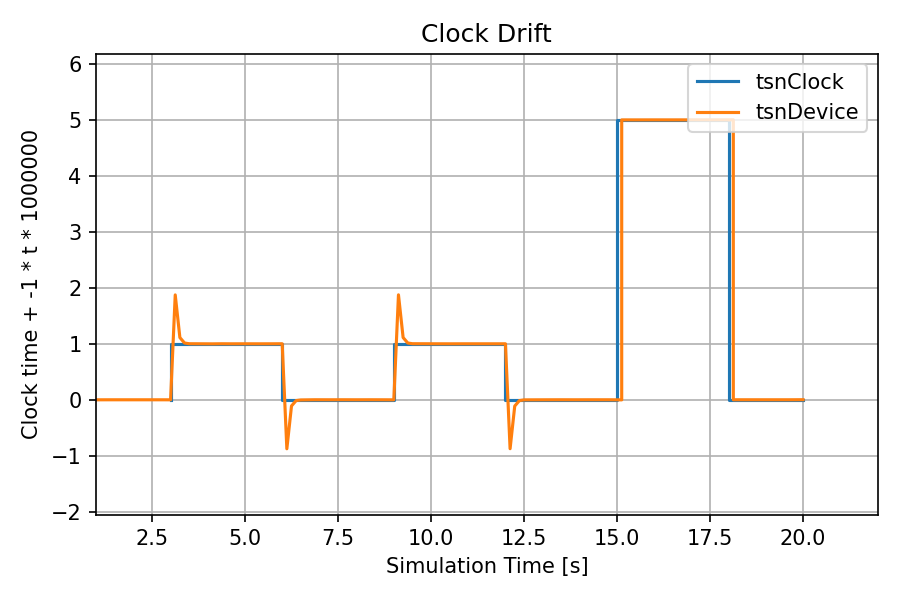 Clock Drift
Clock time + -1 * t * 1000000
6
5
4
3
2
1
0
−1
−2
tsnClock
tsnDevice
2.5 5.0 7.5 10.0 12.5 15.0 17.5 20.0
Simulation Time [s]